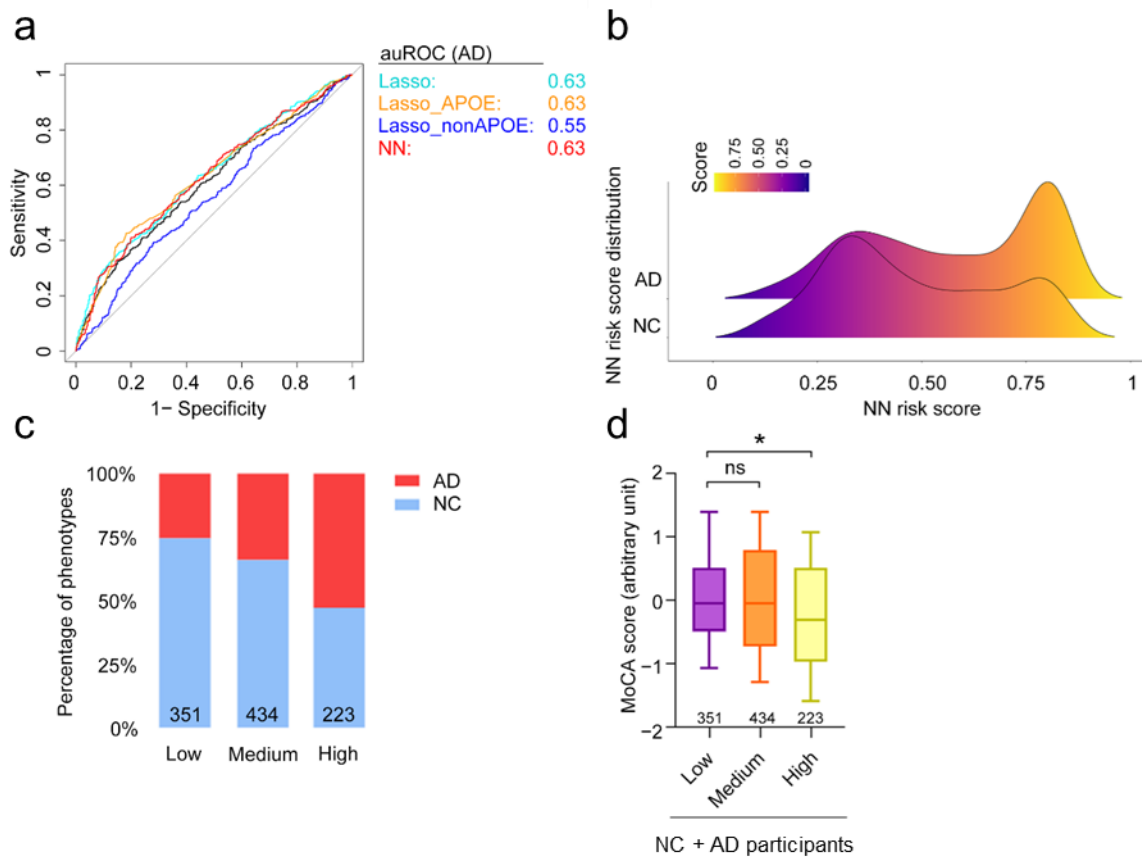 a
auROC (AD)
Lasso: 0.63
Lasso_APOE: 0.63
Lasso_nonAPOE: 0.55
NN: 0.63
Sensitivity
1
0.8
0.6
0.4
0.2
0
0 0.2 0.4 0.6 0.8 1
1− Specificity
b
Score
0.75 0.50 0.25 0
NN risk score distribution
AD
NC
0 0.25 0.50 0.75 1
NN risk score
c
Percentage of phenotypes
100%
75%
50%
25%
0%
351 434 223
Low Medium High
AD
NC
d
*
ns
MoCA score (arbitrary unit)
2
1
0
−1
−2
351 434 223
Low Medium High
NC + AD participants